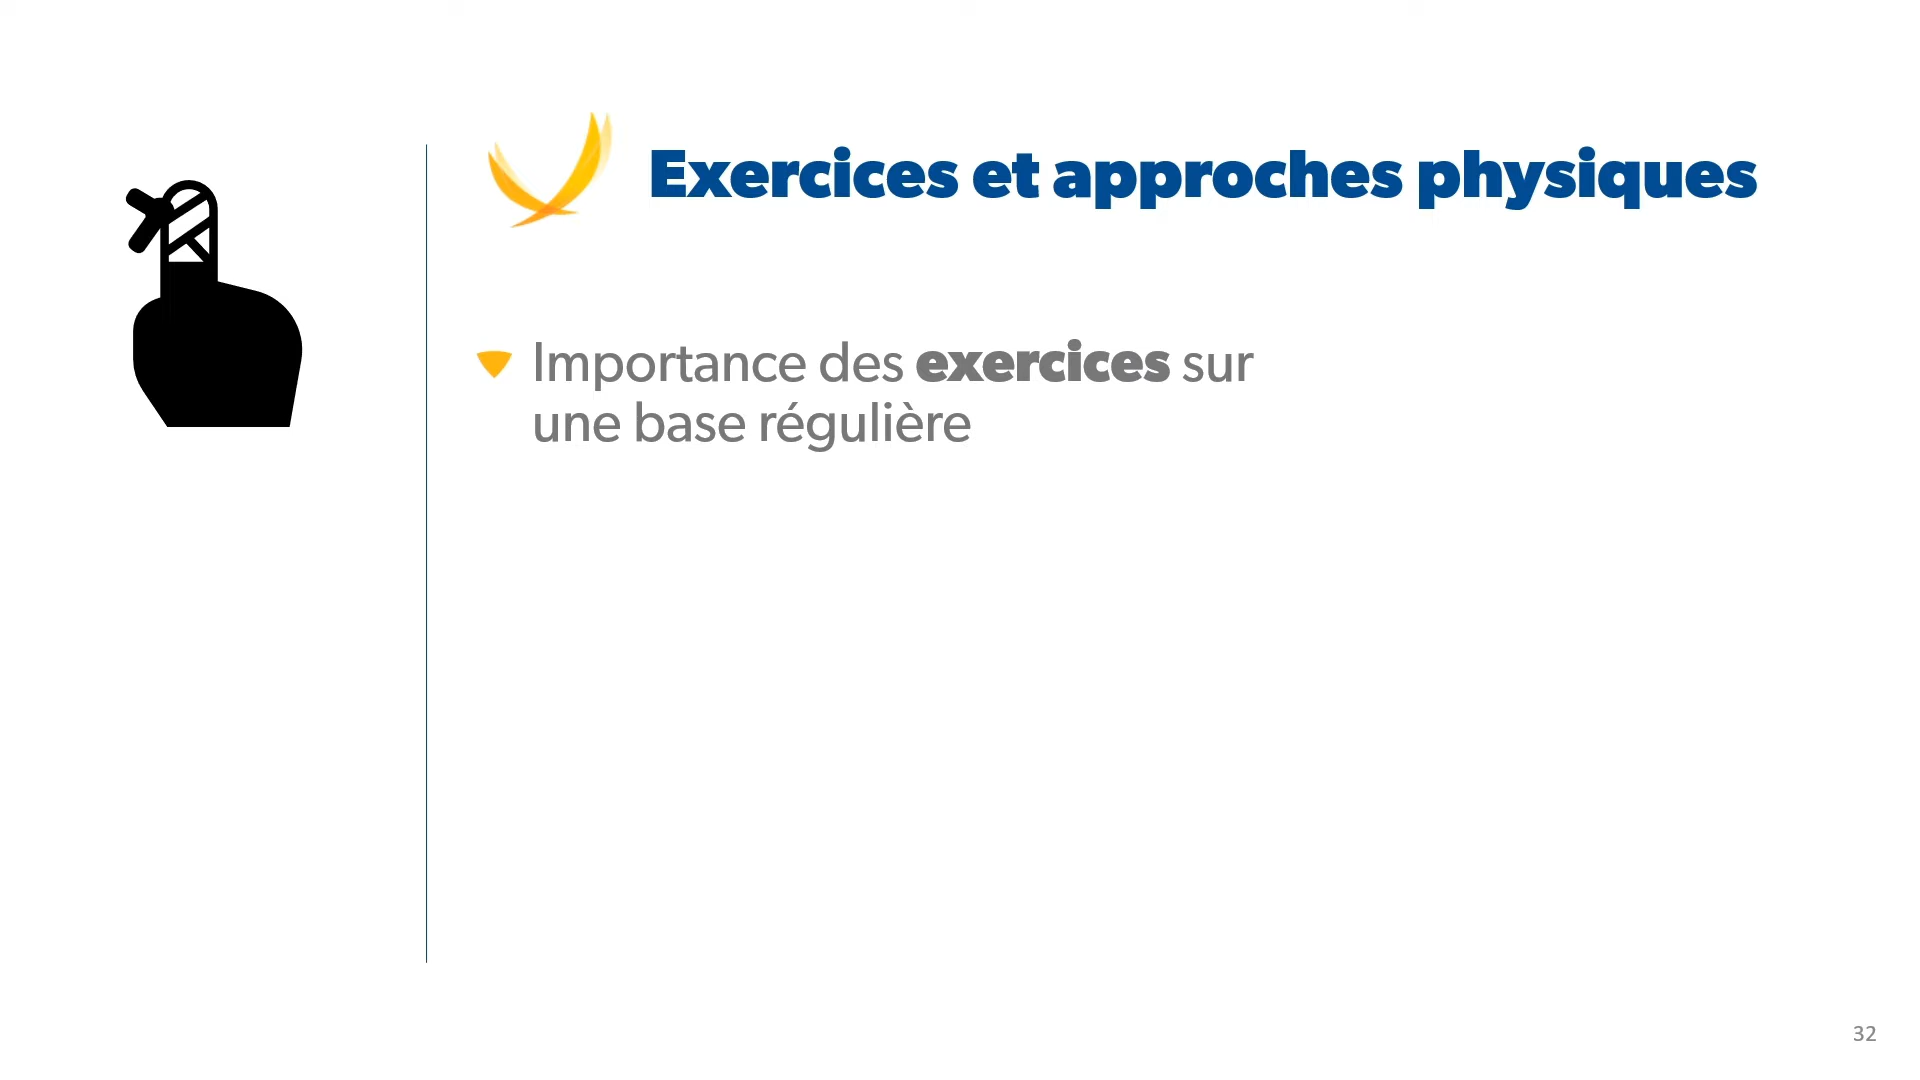 Exercices et approches physiques
Importance des exercices sur
une base régulière
32